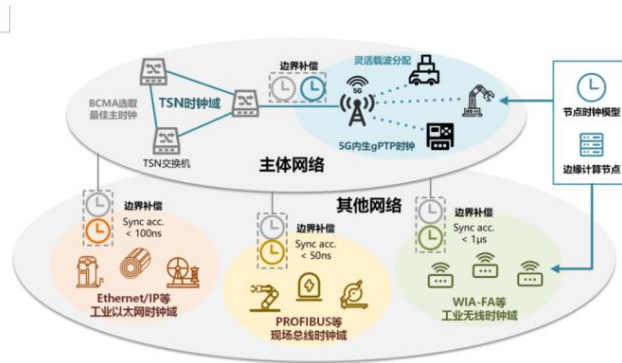 边界补偿
灵活载波分配
5G
BCMA选取
最佳主时钟
TSN时钟域
TSN交换机
5G内生gPTP时钟
主体网络
节点时钟模型
边缘计算节点
其他网络
边界补偿
Sync acc.
< 100ns
边界补偿
Sync acc.
< 50ns
边界补偿
Sync acc.
< 1μs
Ethernet/IP等
工业以太网时钟域
PROFIBUS等
现场总线时钟域
WIA-FA等
工业无线时钟域